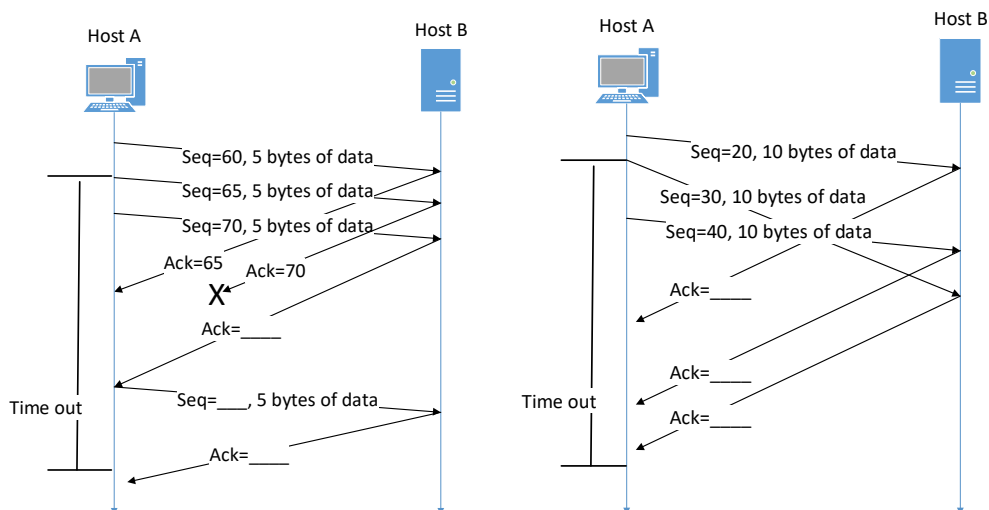 Host A
Host B
Seq=60, 5 bytes of data
Seq=65, 5 bytes of data
Seq=70, 5 bytes of data
Ack=65
Ack=70
X
Ack=____
Time out
Seq=___, 5 bytes of data
Ack=____
Host A
Host B
Seq=20, 10 bytes of data
Seq=30, 10 bytes of data
Seq=40, 10 bytes of data
Ack=____
Ack=____
Time out
Ack=____